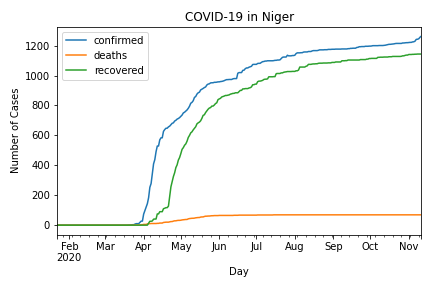 COVID-19 in Niger
confirmed
deaths
recovered
Number of Cases
1200
1000
800
600
400
200
0
Feb Mar Apr May Jun Jul Aug Sep Oct Nov
2020
Day